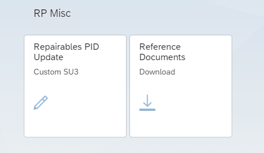 RP Misc
Repairables PID
Update
Custom SU3
Reference
Documents
Download